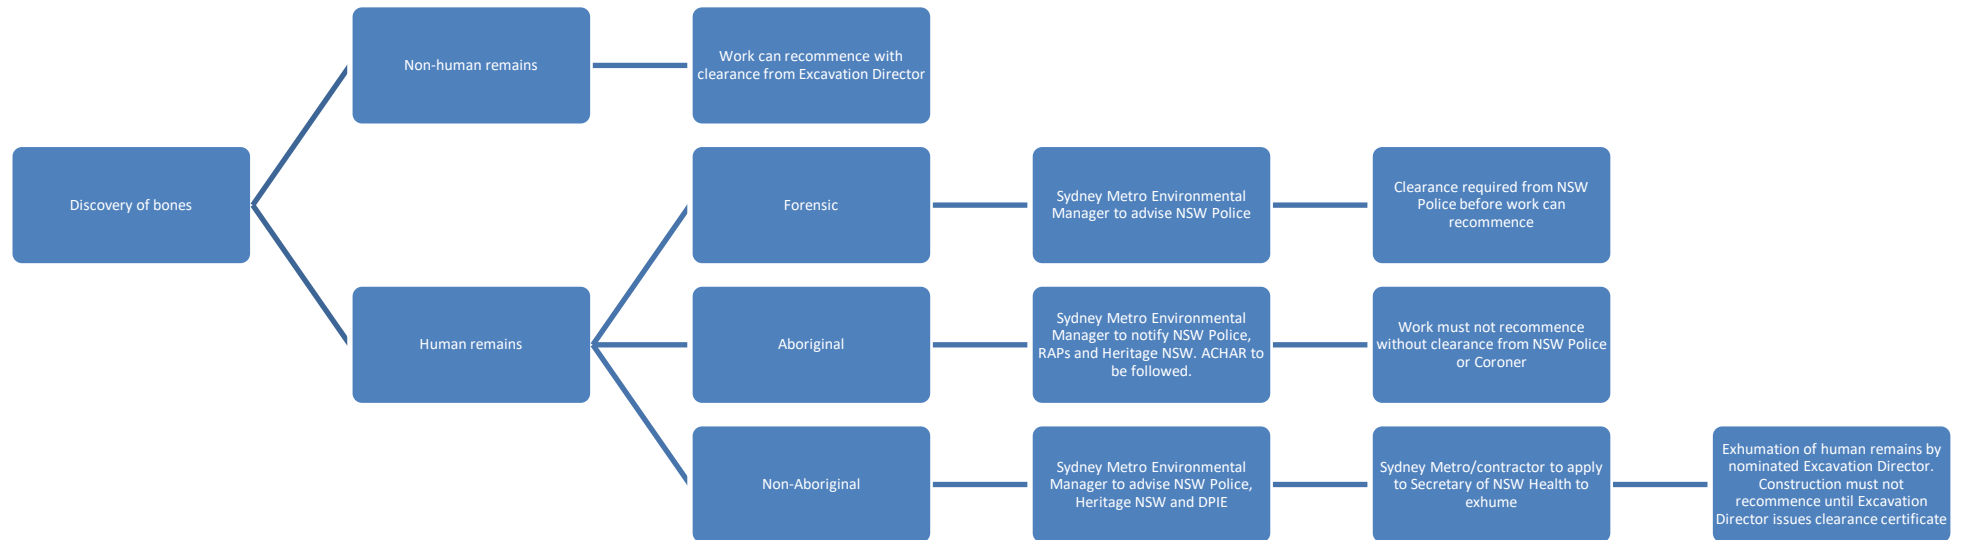 Non-human remains
Work can recommence with
clearance from Excavation Director
Discovery of bones
Forensic
Sydney Metro Environmental
Manager to advise NSW Police
Clearance required from NSW
Police before work can
recommence
Human remains
Aboriginal
Sydney Metro Environmental
Manager to notify NSW Police,
RAPs and Heritage NSW. ACHAR to
be followed.
Work must not recommence
without clearance from NSW Police
or Coroner
Non-Aboriginal
Sydney Metro Environmental
Manager to advise NSW Police,
Heritage NSW and DPIE
Sydney Metro/contractor to apply
to Secretary of NSW Health to
exhume
Exhumation of human remains by
nominated Excavation Director.
Construction must not
recommence until Excavation
Director issues clearance certificate